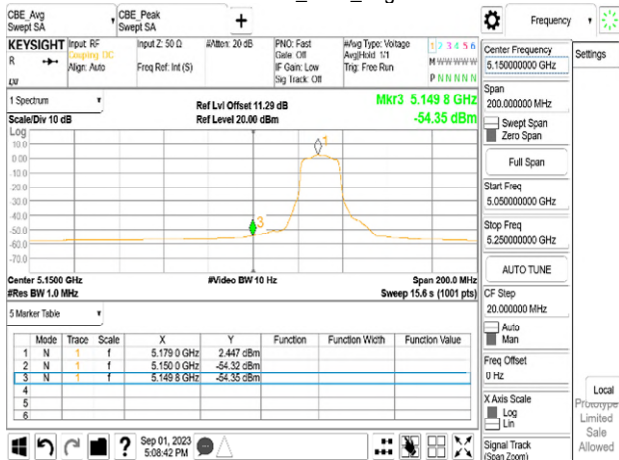 CBE_Avg
Swept SA
CBE_Peak
Swept SA
+
Frequency
KEYSIGHT
R
Input: RF
Coupling: DC
Align: Auto
Input Z: 50 Ω
Freq Ref: Int (S)
#Atten: 20 dB
PNO: Fast
Gate: Off
IF Gain: Low
Sig Track: Off
#Avg Type: Voltage
Avg|Hold: 1/1
Trig: Free Run
1 2 3 4 5 6
M W W W W W
P N N N N N
1 Spectrum
Scale/Div 10 dB
Ref Lvl Offset 11.29 dB
Ref Level 20.00 dBm
Mkr3 5.149 8 GHz
-54.35 dBm
Log
10.0
0.00
-10.0
-20.0
-30.0
-40.0
-50.0
-60.0
-70.0
1
3
Center 5.1500 GHz
#Res BW 1.0 MHz
#Video BW 10 Hz
Span 200.0 MHz
Sweep 15.6 s (1001 pts)
5 Marker Table
Mode Trace Scale X Y Function Function Width Function Value
1 N 1 f 5.179 0 GHz 2.447 dBm
2 N 1 f 5.150 0 GHz -54.32 dBm
3 N 1 f 5.149 8 GHz -54.35 dBm
4
5
6
Sep 01, 2023
5:08:42 PM
?
Center Frequency
5.150000000 GHz
Span
200.000000 MHz
Swept Span
Zero Span
Full Span
Start Freq
5.050000000 GHz
Stop Freq
5.250000000 GHz
AUTO TUNE
CF Step
20.000000 MHz
Auto
Man
Freq Offset
0 Hz
X Axis Scale
Log
Lin
Signal Track
(Span Zoom)
Settings
Local
Prototype
Limited
Sale
Allowed